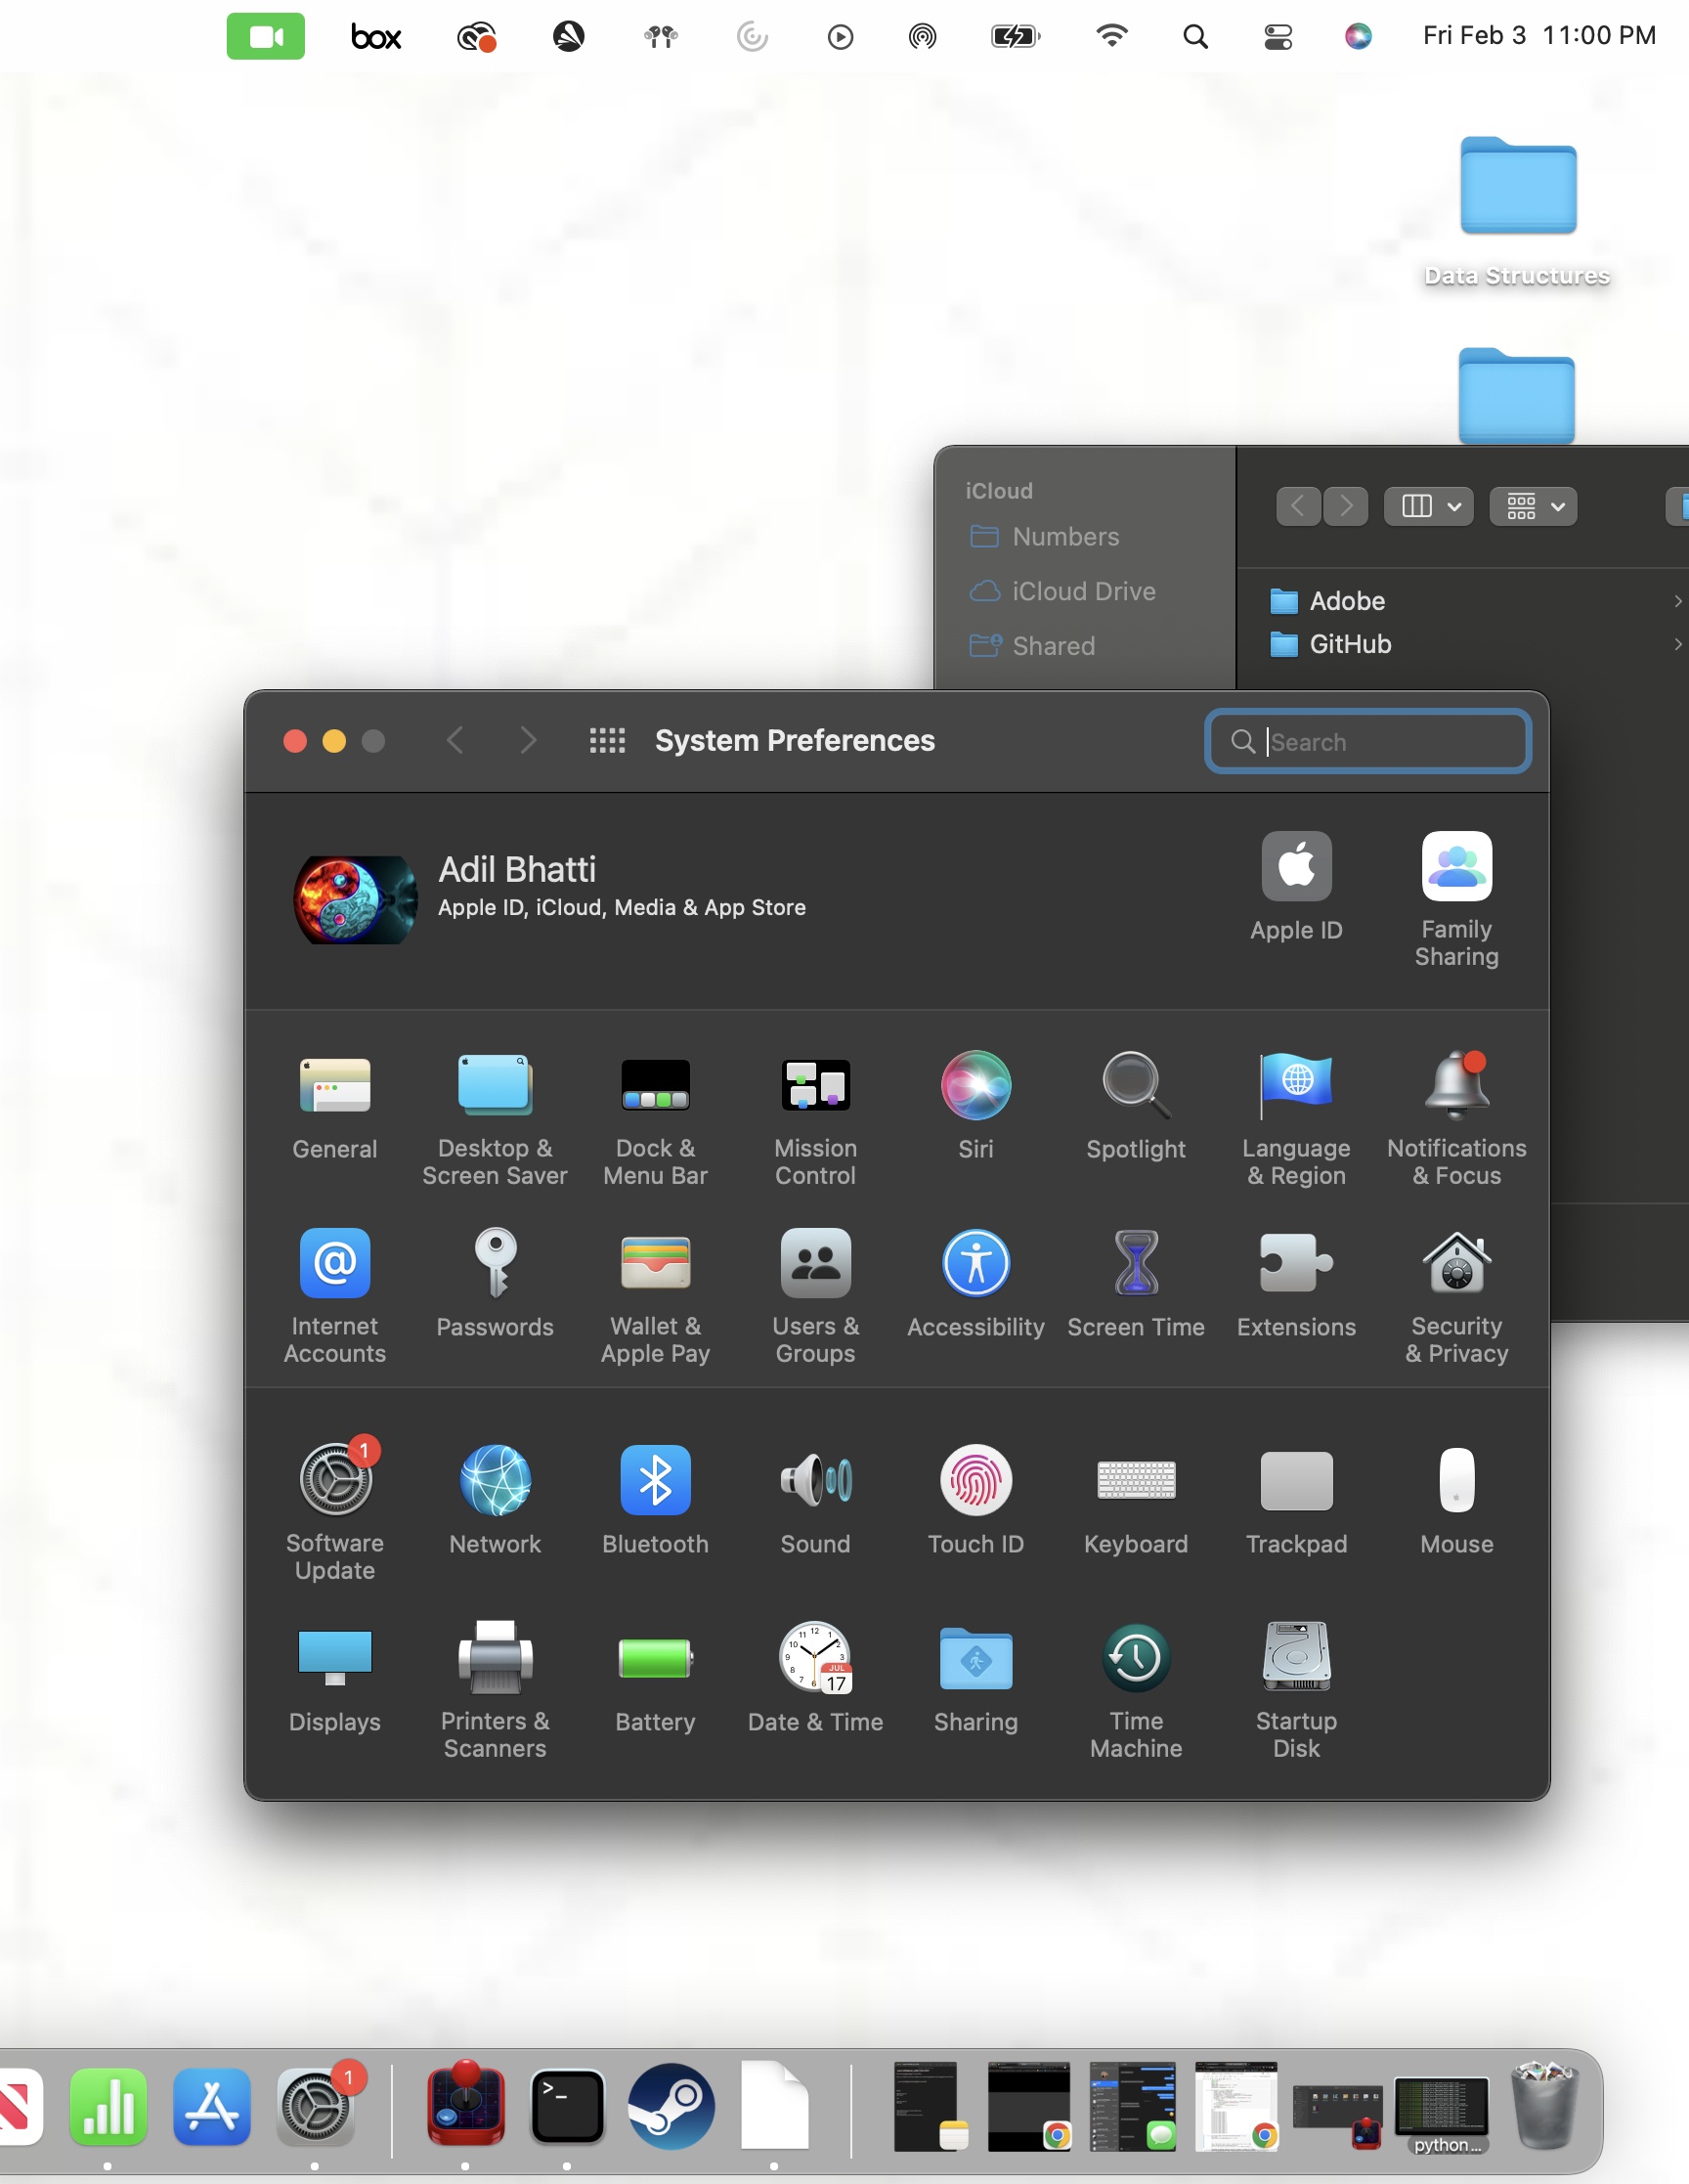 box
Fri Feb 3 11:00 PM
Data Structures
iCloud
Numbers
iCloud Drive
Shared
Adobe
GitHub
System Preferences
Search
Adil Bhatti
Apple ID, iCloud, Media & App Store
Apple ID
Family
Sharing
General
Desktop &
Screen Saver
Dock &
Menu Bar
Mission
Control
Siri
Spotlight
Language
& Region
Notifications
& Focus
Internet
Accounts
Passwords
Wallet &
Apple Pay
Users &
Groups
Accessibility
Screen Time
Extensions
Security
& Privacy
1
Software
Update
Network
Bluetooth
Sound
Touch ID
Keyboard
Trackpad
Mouse
Displays
Printers &
Scanners
Battery
JUL
17
Date & Time
Sharing
Time
Machine
Startup
Disk
1
>_
python...